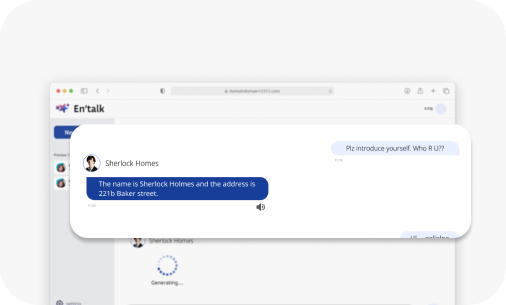 En'talk
Plz introduce yourself. Who R U??
Sherlock Homes
The name is Sherlock Holmes and the address is
221b Baker street.
Sherlock Homes
Generating...